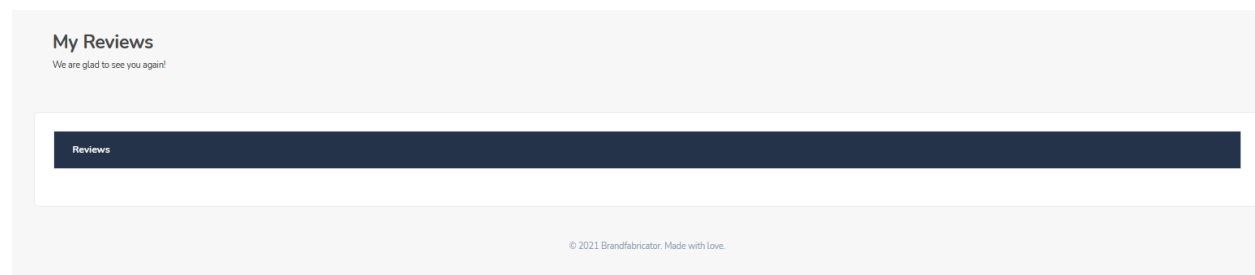 My Reviews
We are glad to see you again!
Reviews
© 2021 Brandfabricator. Made with love.